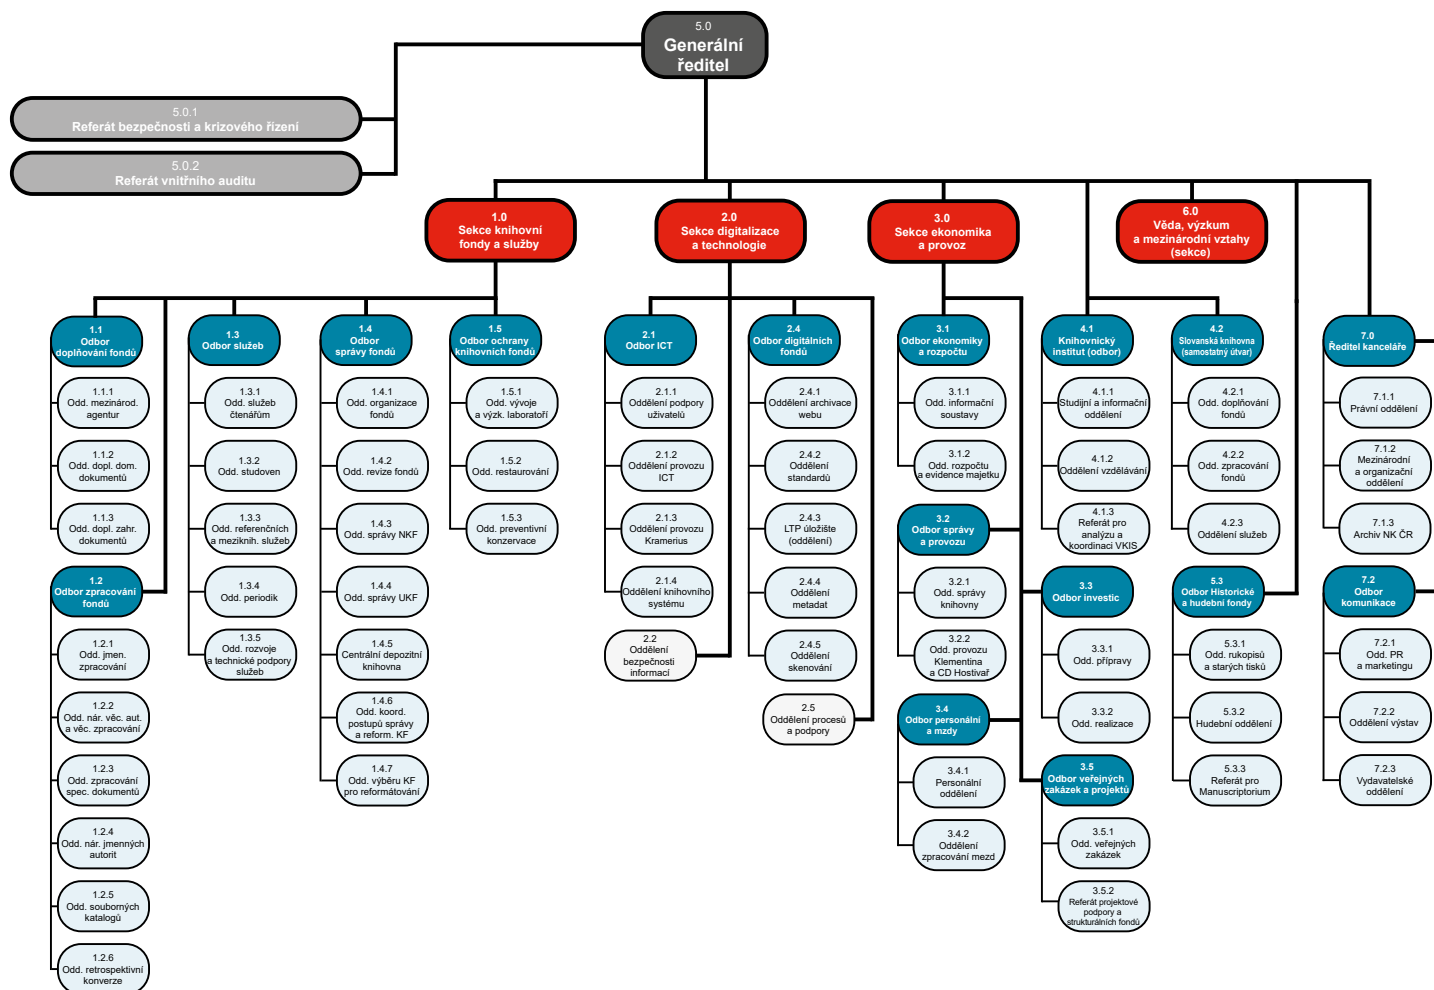 5.0
Generální
ředitel
5.0.1
Referát bezpečnosti a krizového řízení
5.0.2
Referát vnitřního auditu
1.0
Sekce knihovní
fondy a služby
2.0
Sekce digitalizace
a technologie
3.0
Sekce ekonomika
a provoz
6.0
Věda, výzkum
a mezinárodní vztahy
(sekce)
1.1
Odbor
doplňování fondů
1.1.1
Odd. mezinárod.
agentur
1.1.2
Odd. dopl. dom.
dokumentů
1.1.3
Odd. dopl. zahr.
dokumentů
1.2
Odbor zpracování
fondů
1.2.1
Odd. jmen.
zpracování
1.2.2
Odd. nár. věc. aut.
a věc. zpracování
1.2.3
Odd. zpracování
spec. dokumentů
1.2.4
Odd. nár. jmenných
autorit
1.2.5
Odd. souborných
katalogů
1.2.6
Odd. retrospektivní
konverze
1.3
Odbor služeb
1.3.1
Odd. služeb
čtenářům
1.3.2
Odd. studoven
1.3.3
Odd. referenčních
a meziknih. služeb
1.3.4
Odd. periodik
1.3.5
Odd. rozvoje
a technické podpory
služeb
1.4
Odbor
správy fondů
1.4.1
Odd. organizace
fondů
1.4.2
Odd. revize fondů
1.4.3
Odd. správy NKF
1.4.4
Odd. správy UKF
1.4.5
Centrální depozitní
knihovna
1.4.6
Odd. koord.
postupů správy
a reform. KF
1.4.7
Odd. výběru KF
pro reformátování
1.5
Odbor ochrany
knihovních fondů
1.5.1
Odd. vývoje
a výzk. laboratoří
1.5.2
Odd. restaurování
1.5.3
Odd. preventivní
konzervace
2.1
Odbor ICT
2.1.1
Oddělení podpory
uživatelů
2.1.2
Oddělení provozu
ICT
2.1.3
Oddělení provozu
Kramerius
2.1.4
Oddělení knihovního
systému
2.2
Oddělení
bezpečnosti
informací
2.4
Odbor digitálních
fondů
2.4.1
Oddělení archivace
webu
2.4.2
Oddělení
standardů
2.4.3
LTP úložiště
(oddělení)
2.4.4
Oddělení
metadat
2.4.5
Oddělení
skenování
2.5
Oddělení procesů
a podpory
3.1
Odbor ekonomiky
a rozpočtu
3.1.1
Odd. informační
soustavy
3.1.2
Odd. rozpočtu
a evidence majetku
3.2
Odbor správy
a provozu
3.2.1
Odd. správy
knihovny
3.2.2
Odd. provozu
Klementina
a CD Hostivař
3.4
Odbor personální
a mzdy
3.4.1
Personální
oddělení
3.4.2
Oddělení
zpracování mezd
4.1
Knihovnický
institut (odbor)
4.1.1
Studijní a informační
oddělení
4.1.2
Oddělení vzdělávání
4.1.3
Referát pro
analýzu a
koordinaci VKIS
3.3
Odbor investic
3.3.1
Odd. přípravy
3.3.2
Odd. realizace
3.5
Odbor veřejných
zakázek a projektů
3.5.1
Odd. veřejných
zakázek
3.5.2
Referát projektové
podpory a
strukturálních fondů
4.2
Slovanská knihovna
(samostatný útvar)
4.2.1
Odd. doplňování
fondů
4.2.2
Odd. zpracování
fondů
4.2.3
Oddělení služeb
5.3
Odbor Historické
a hudební fondy
5.3.1
Odd. rukopisů
a starých tisků
5.3.2
Hudební oddělení
5.3.3
Referát pro
Manuscriptorium
7.0
Ředitel kanceláře
7.1.1
Právní oddělení
7.1.2
Mezinárodní
a organizační
oddělení
7.1.3
Archiv NK ČR
7.2
Odbor
komunikace
7.2.1
Odd. PR
a marketingu
7.2.2
Oddělení výstav
7.2.3
Vydavatelské
oddělení